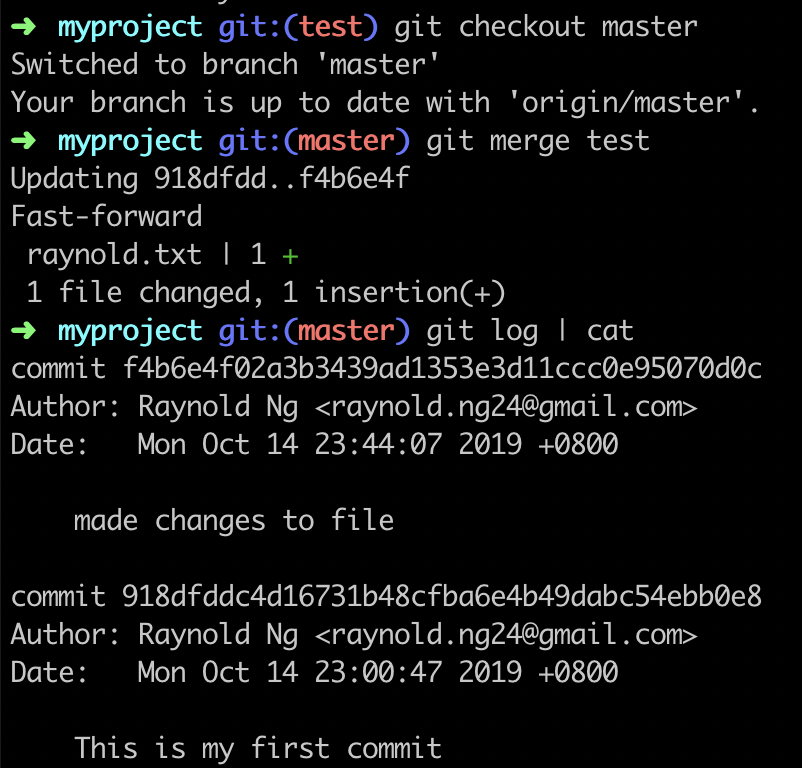 ➜ myproject git:(test) git checkout master
Switched to branch 'master'
Your branch is up to date with 'origin/master'.
➜ myproject git:(master) git merge test
Updating 918dfdd..f4b6e4f
Fast-forward
 raynold.txt | 1 +
 1 file changed, 1 insertion(+)
➜ myproject git:(master) git log | cat
commit f4b6e4f02a3b3439ad1353e3d11ccc0e95070d0c
Author: Raynold Ng <raynold.ng24@gmail.com>
Date:   Mon Oct 14 23:44:07 2019 +0800
    made changes to file
commit 918dfddc4d16731b48cfba6e4b49dabc54ebb0e8
Author: Raynold Ng <raynold.ng24@gmail.com>
Date:   Mon Oct 14 23:00:47 2019 +0800
    This is my first commit